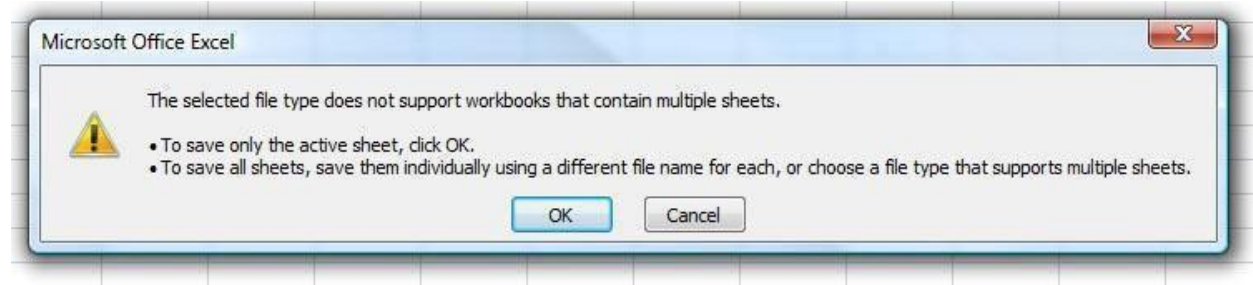 Microsoft Office Excel
The selected file type does not support workbooks that contain multiple sheets.
• To save only the active sheet, click OK.
• To save all sheets, save them individually using a different file name for each, or choose a file type that supports multiple sheets.
OK Cancel